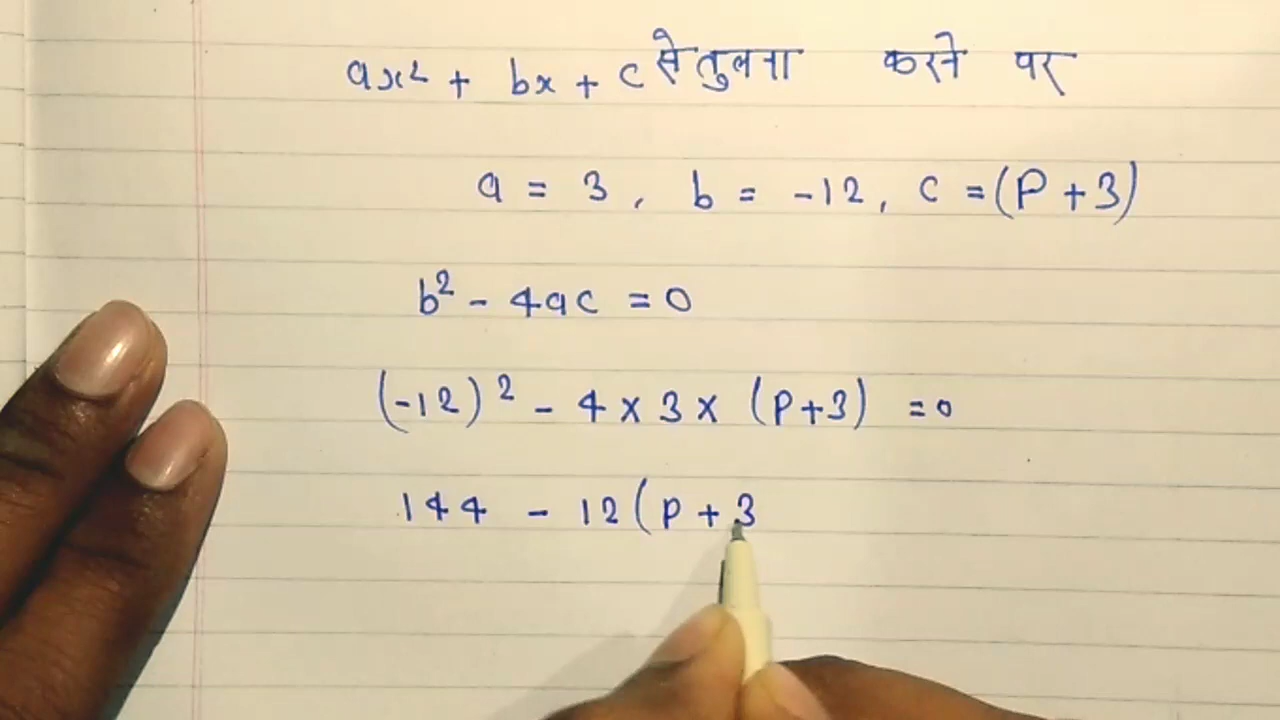 ax² + bx + c से तुलना करने पर
a = 3, b = -12, c = (P + 3)
b² - 4ac = 0
(-12)² - 4 × 3 × (p+3) = 0
144 - 12(p + 3